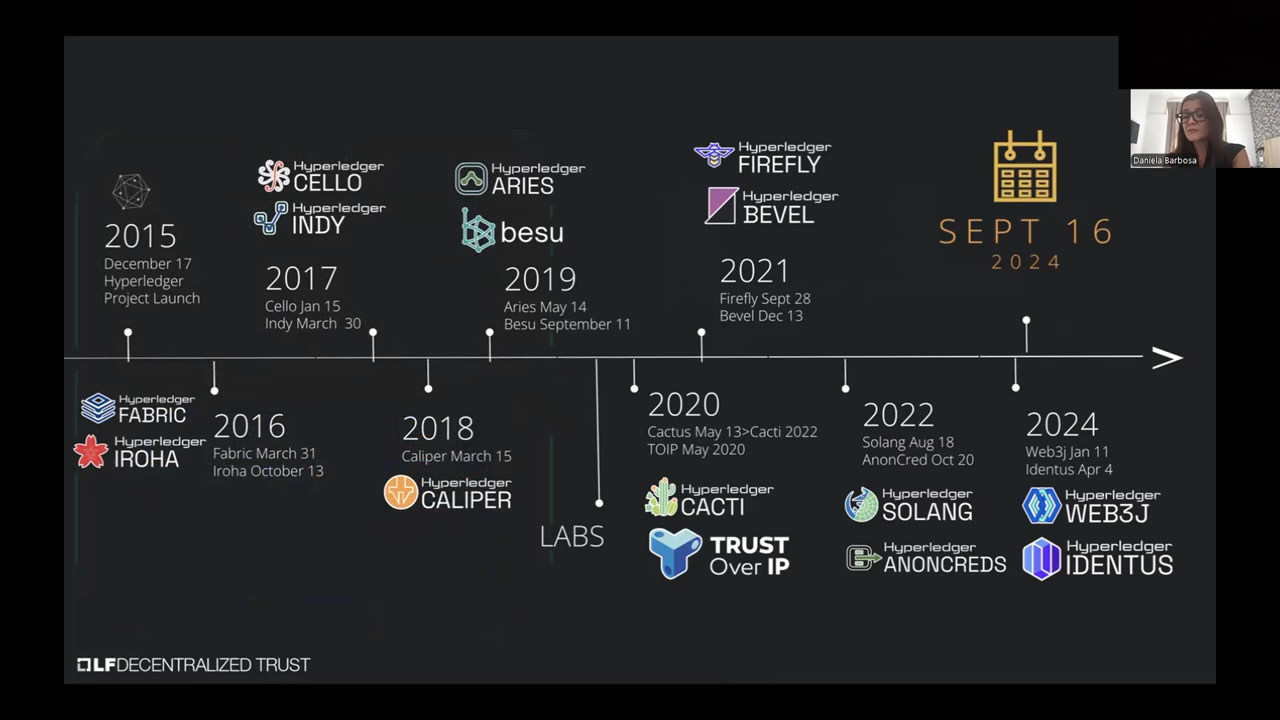 Hyperledger
CELLO
Hyperledger
INDY
Hyperledger
ARIES
besu
Hyperledger
FIREFLY
Hyperledger
BEVEL
Daniela Barbosa
SEPT 16
2024
2015
December 17
Hyperledger
Project Launch
2017
Cello Jan 15
Indy March 30
2019
Aries May 14
Besu September 11
2021
Firefly Sept 28
Bevel Dec 13
Hyperledger
FABRIC
Hyperledger
IROHA
2016
Fabric March 31
Iroha October 13
2018
Caliper March 15
Hyperledger
CALIPER
LABS
2020
Cactus May 13>Cacti 2022
TOIP May 2020
Hyperledger
CACTI
TRUST
Over IP
2022
Solang Aug 18
AnonCred Oct 20
Hyperledger
SOLANG
Hyperledger
ANONCREDS
2024
Web3j Jan 11
Identus Apr 4
Hyperledger
WEB3J
Hyperledger
IDENTUS
LFDECENTRALIZED TRUST